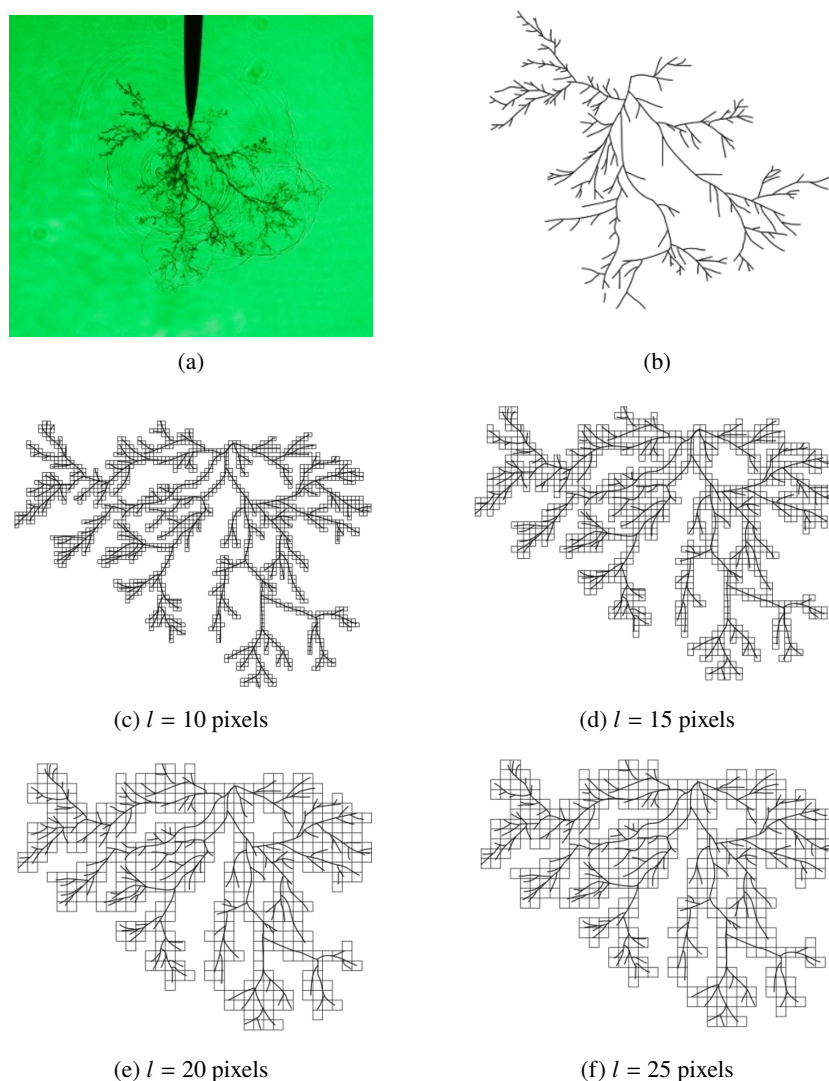 (a)
(b)
(c) l = 10 pixels
(d) l = 15 pixels
(e) l = 20 pixels
(f) l = 25 pixels